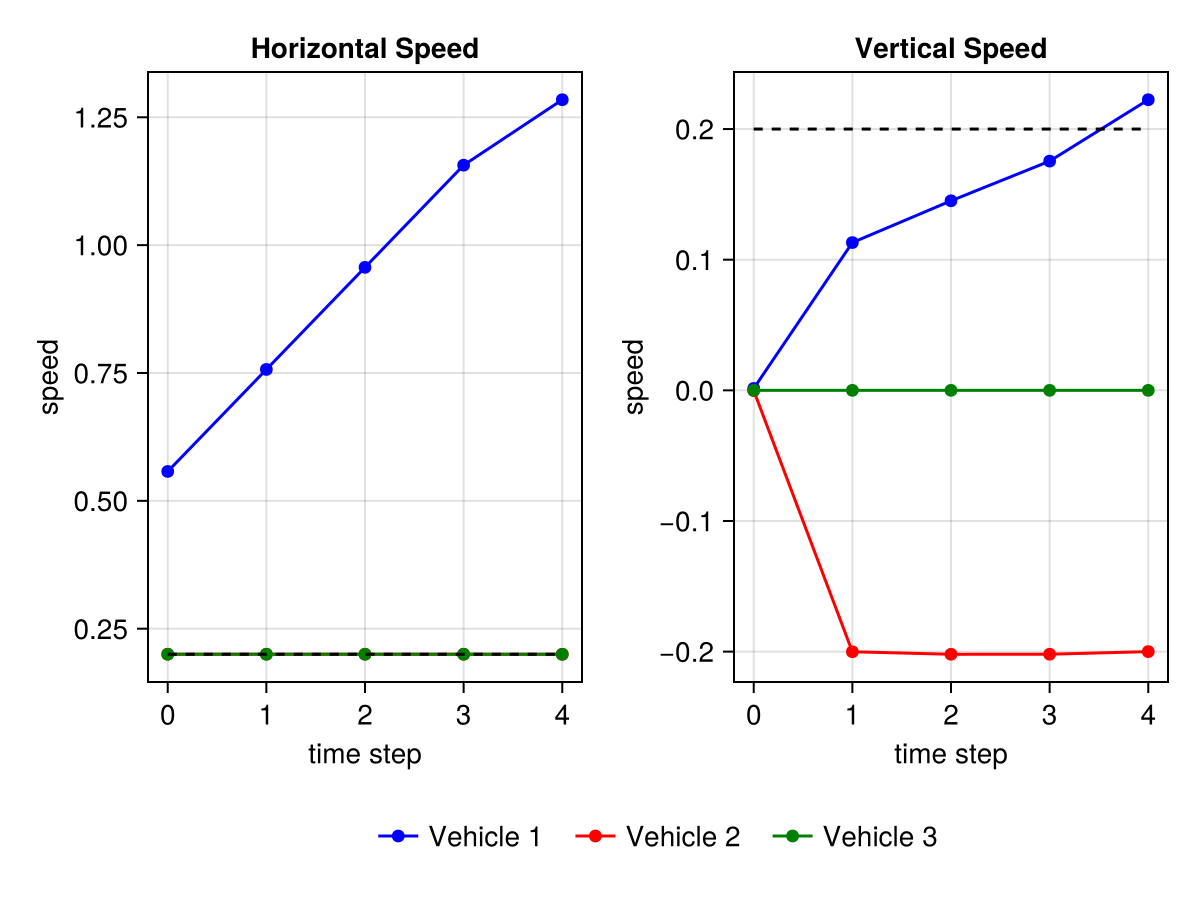 Horizontal Speed
1.25
1.00
0.75
0.50
0.25
speed
0 1 2 3 4
time step
Vertical Speed
0.2
0.1
0.0
−0.1
−0.2
speed
0 1 2 3 4
time step
Vehicle 1 Vehicle 2 Vehicle 3